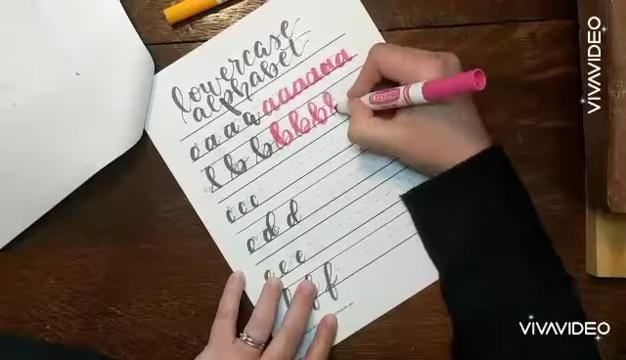 lowercase
alphabet
a a a a a a a a a a
b b b b b b b
c c c
d d d
e e e
f f f
VIVAVIDEO
VIVAVIDEO